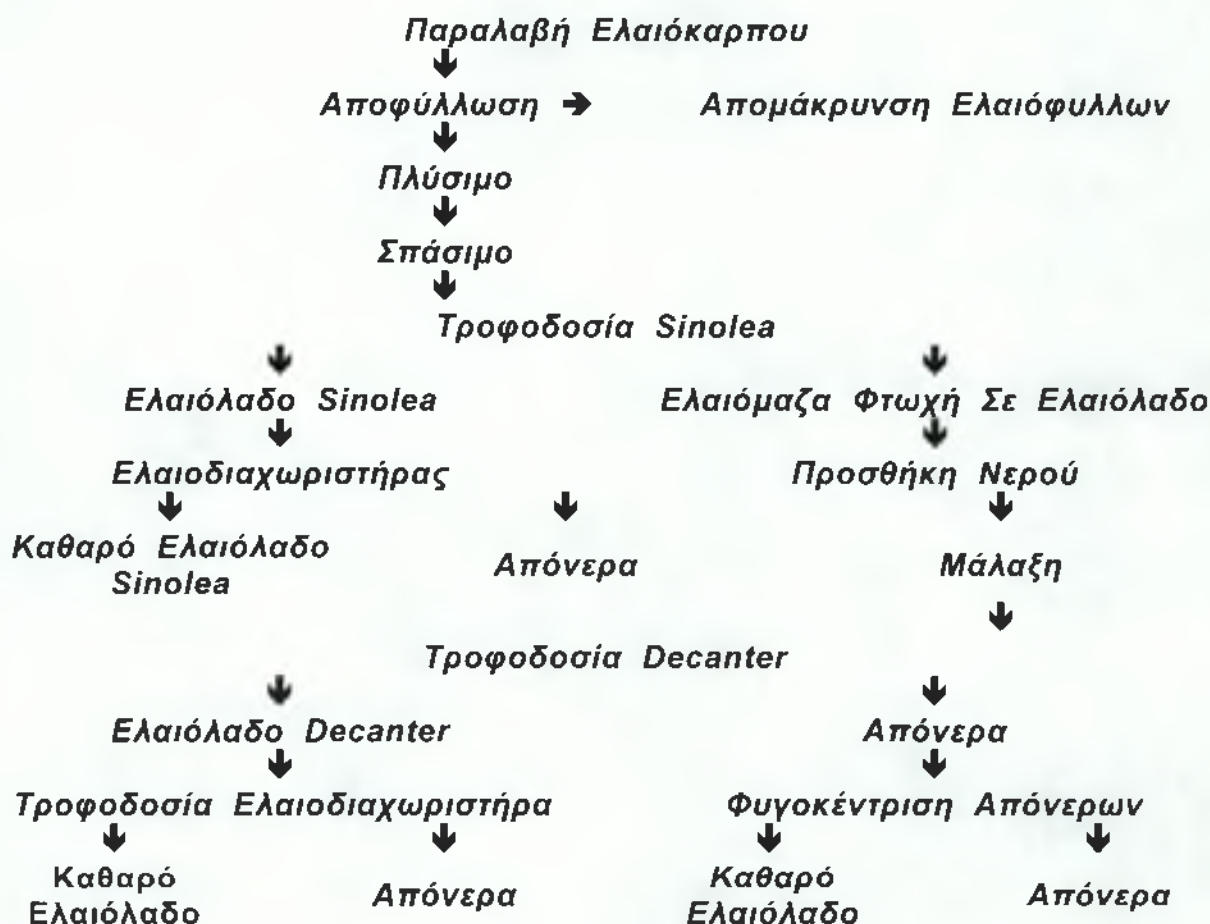 Παραλαβή Ελαιόκαρπου
Αποφύλλωση → Απομάκρυνση Ελαιόφυλλων
Πλύσιμο
Σπάσιμο
Τροφοδοσία Sinolea
Ελαιόλαδο Sinolea Ελαιόμαζα Φτωχή Σε Ελαιόλαδο
Ελαιοδιαχωριστήρας Προσθήκη Νερού
Καθαρό Ελαιόλαδο
Sinolea
Απόνερα Μάλαξη
Τροφοδοσία Decanter
Ελαιόλαδο Decanter Απόνερα
Τροφοδοσία Ελαιοδιαχωριστήρα Φυγοκέντριση Απόνερων
Καθαρό
Ελαιόλαδο
Απόνερα
Καθαρό
Ελαιόλαδο
Απόνερα